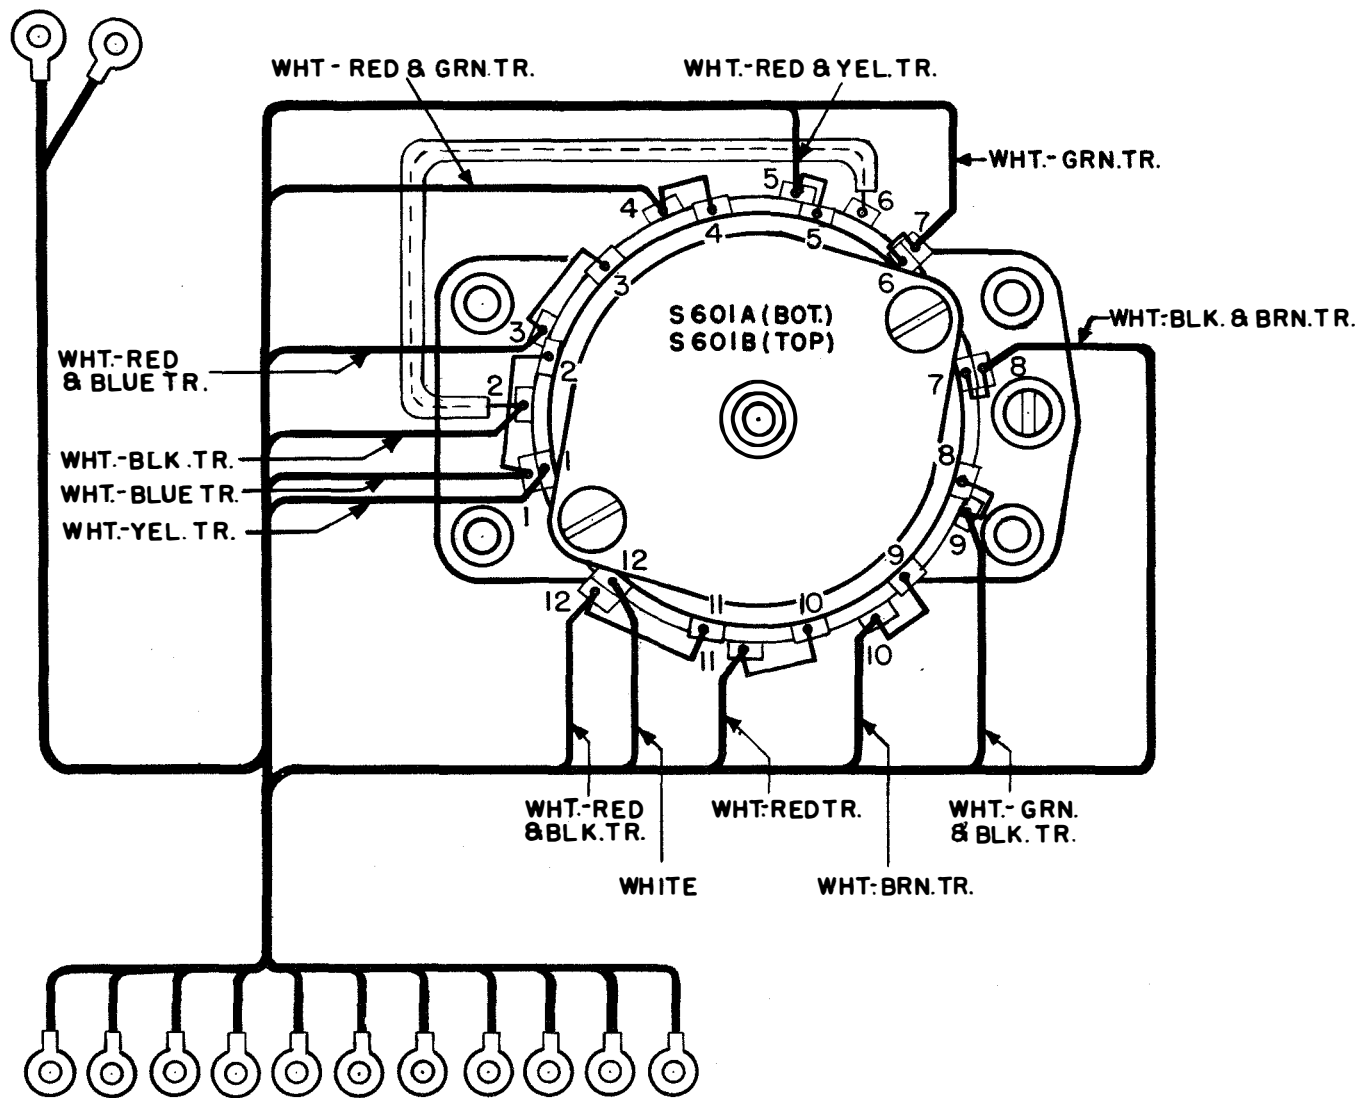 WHT-RED & GRN.TR.
WHT.-RED & YEL.TR.
WHT.-GRN.TR.
5
6
4
7
4
5
6
3
S601A (BOT.)
S601B (TOP)
WHT.-BLK. & BRN.TR.
3
WHT.-RED
& BLUE TR.
2
7
8
2
WHT.-BLK.TR.
1
8
WHT.-BLUE TR.
1
WHT.-YEL.TR.
9
12
9
12
11
10
11
10
WHT.-RED
& BLK.TR.
WHT.-RED TR.
WHT.-GRN.
& BLK.TR.
WHITE
WHT.-BRN.TR.